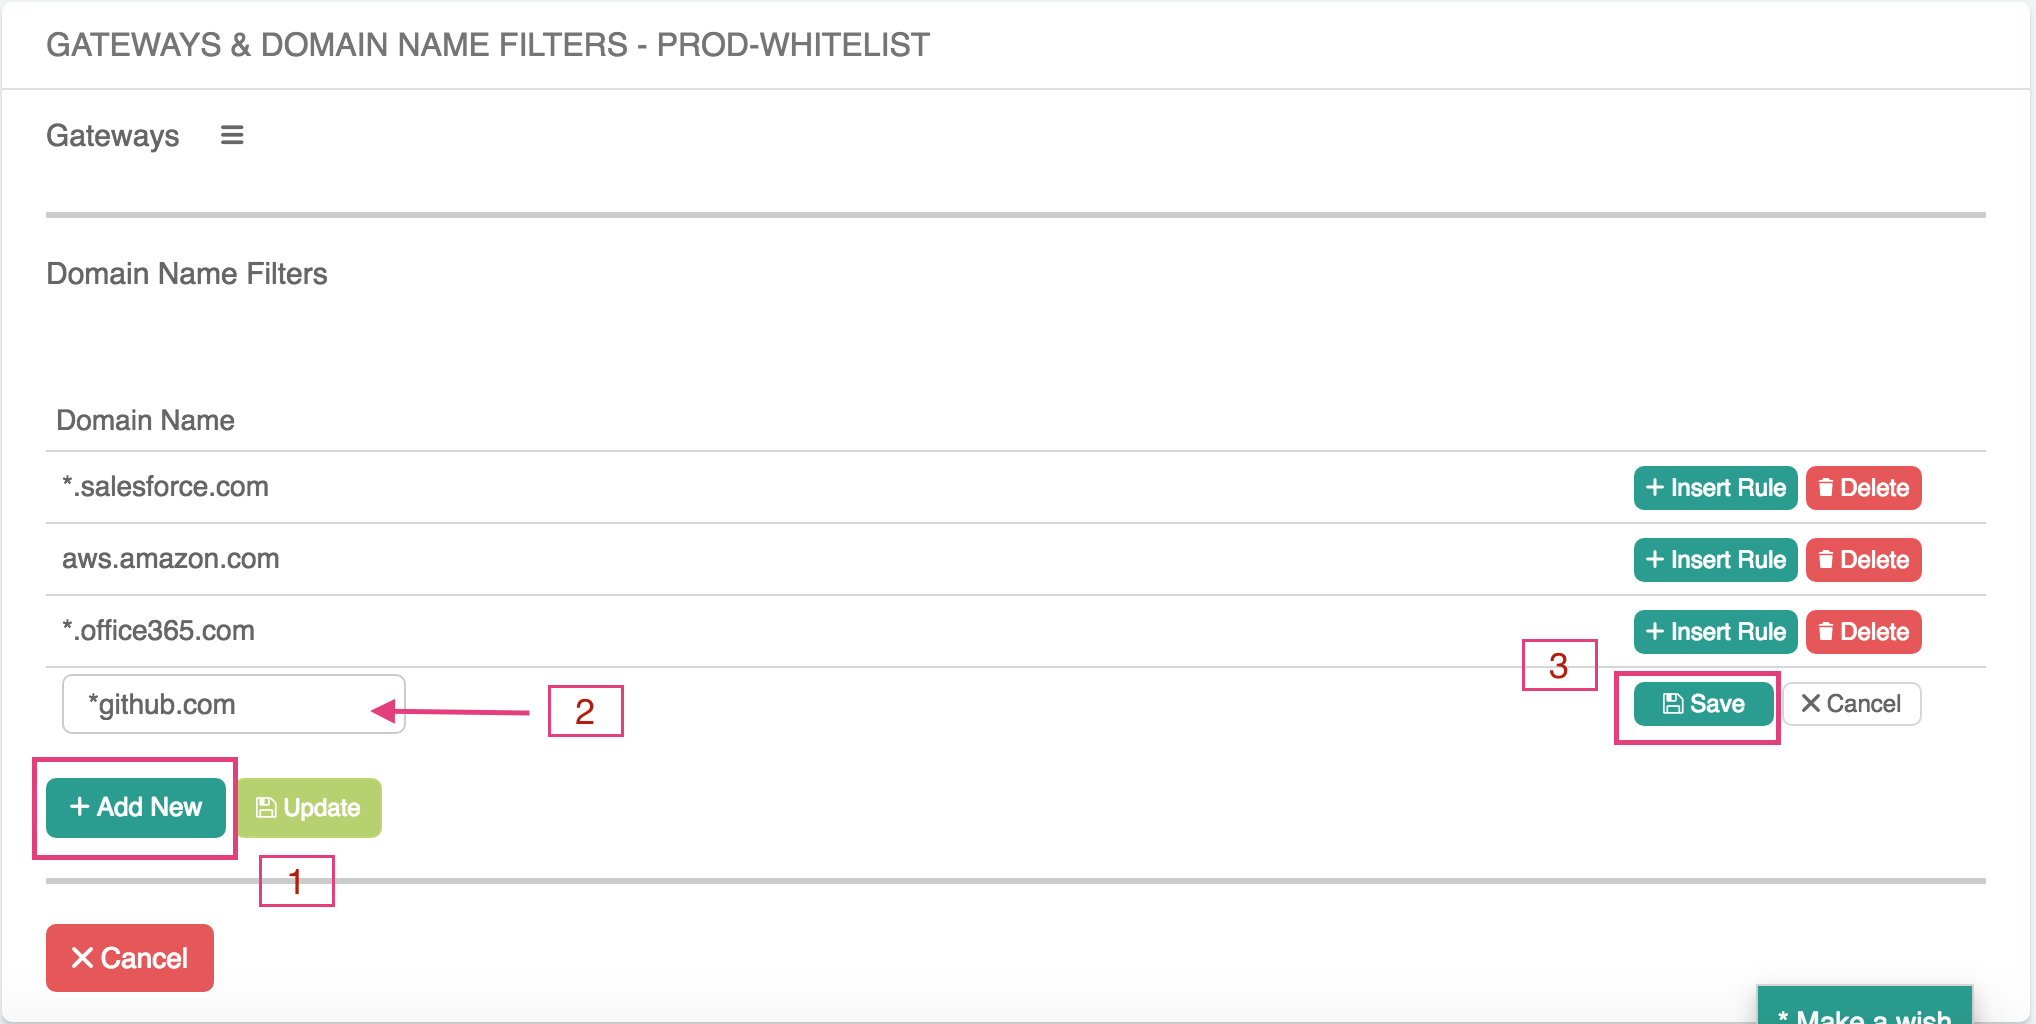 GATEWAYS & DOMAIN NAME FILTERS - PROD-WHITELIST
Gateways
Domain Name Filters
Domain Name
*.salesforce.com + Insert Rule Delete
aws.amazon.com + Insert Rule Delete
*.office365.com + Insert Rule Delete
3
*github.com 2 Save Cancel
+ Add New Update
1
Cancel
* Make a wish